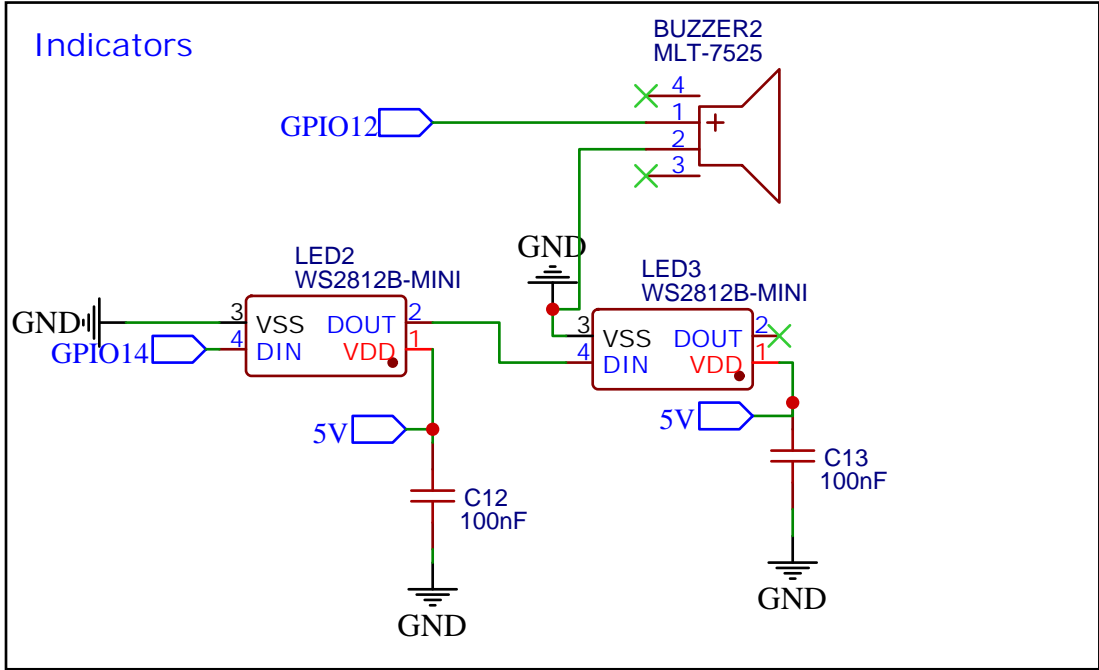 Indicators
BUZZER2
MLT-7525
4
1
+
2
3
GPIO12
GND
LED2
WS2812B-MINI
LED3
WS2812B-MINI
GND
3 VSS DOUT 2
GPIO14
4 DIN VDD 1
3 VSS DOUT 2
4 DIN VDD 1
5V
5V
C12
100nF
C13
100nF
GND
GND